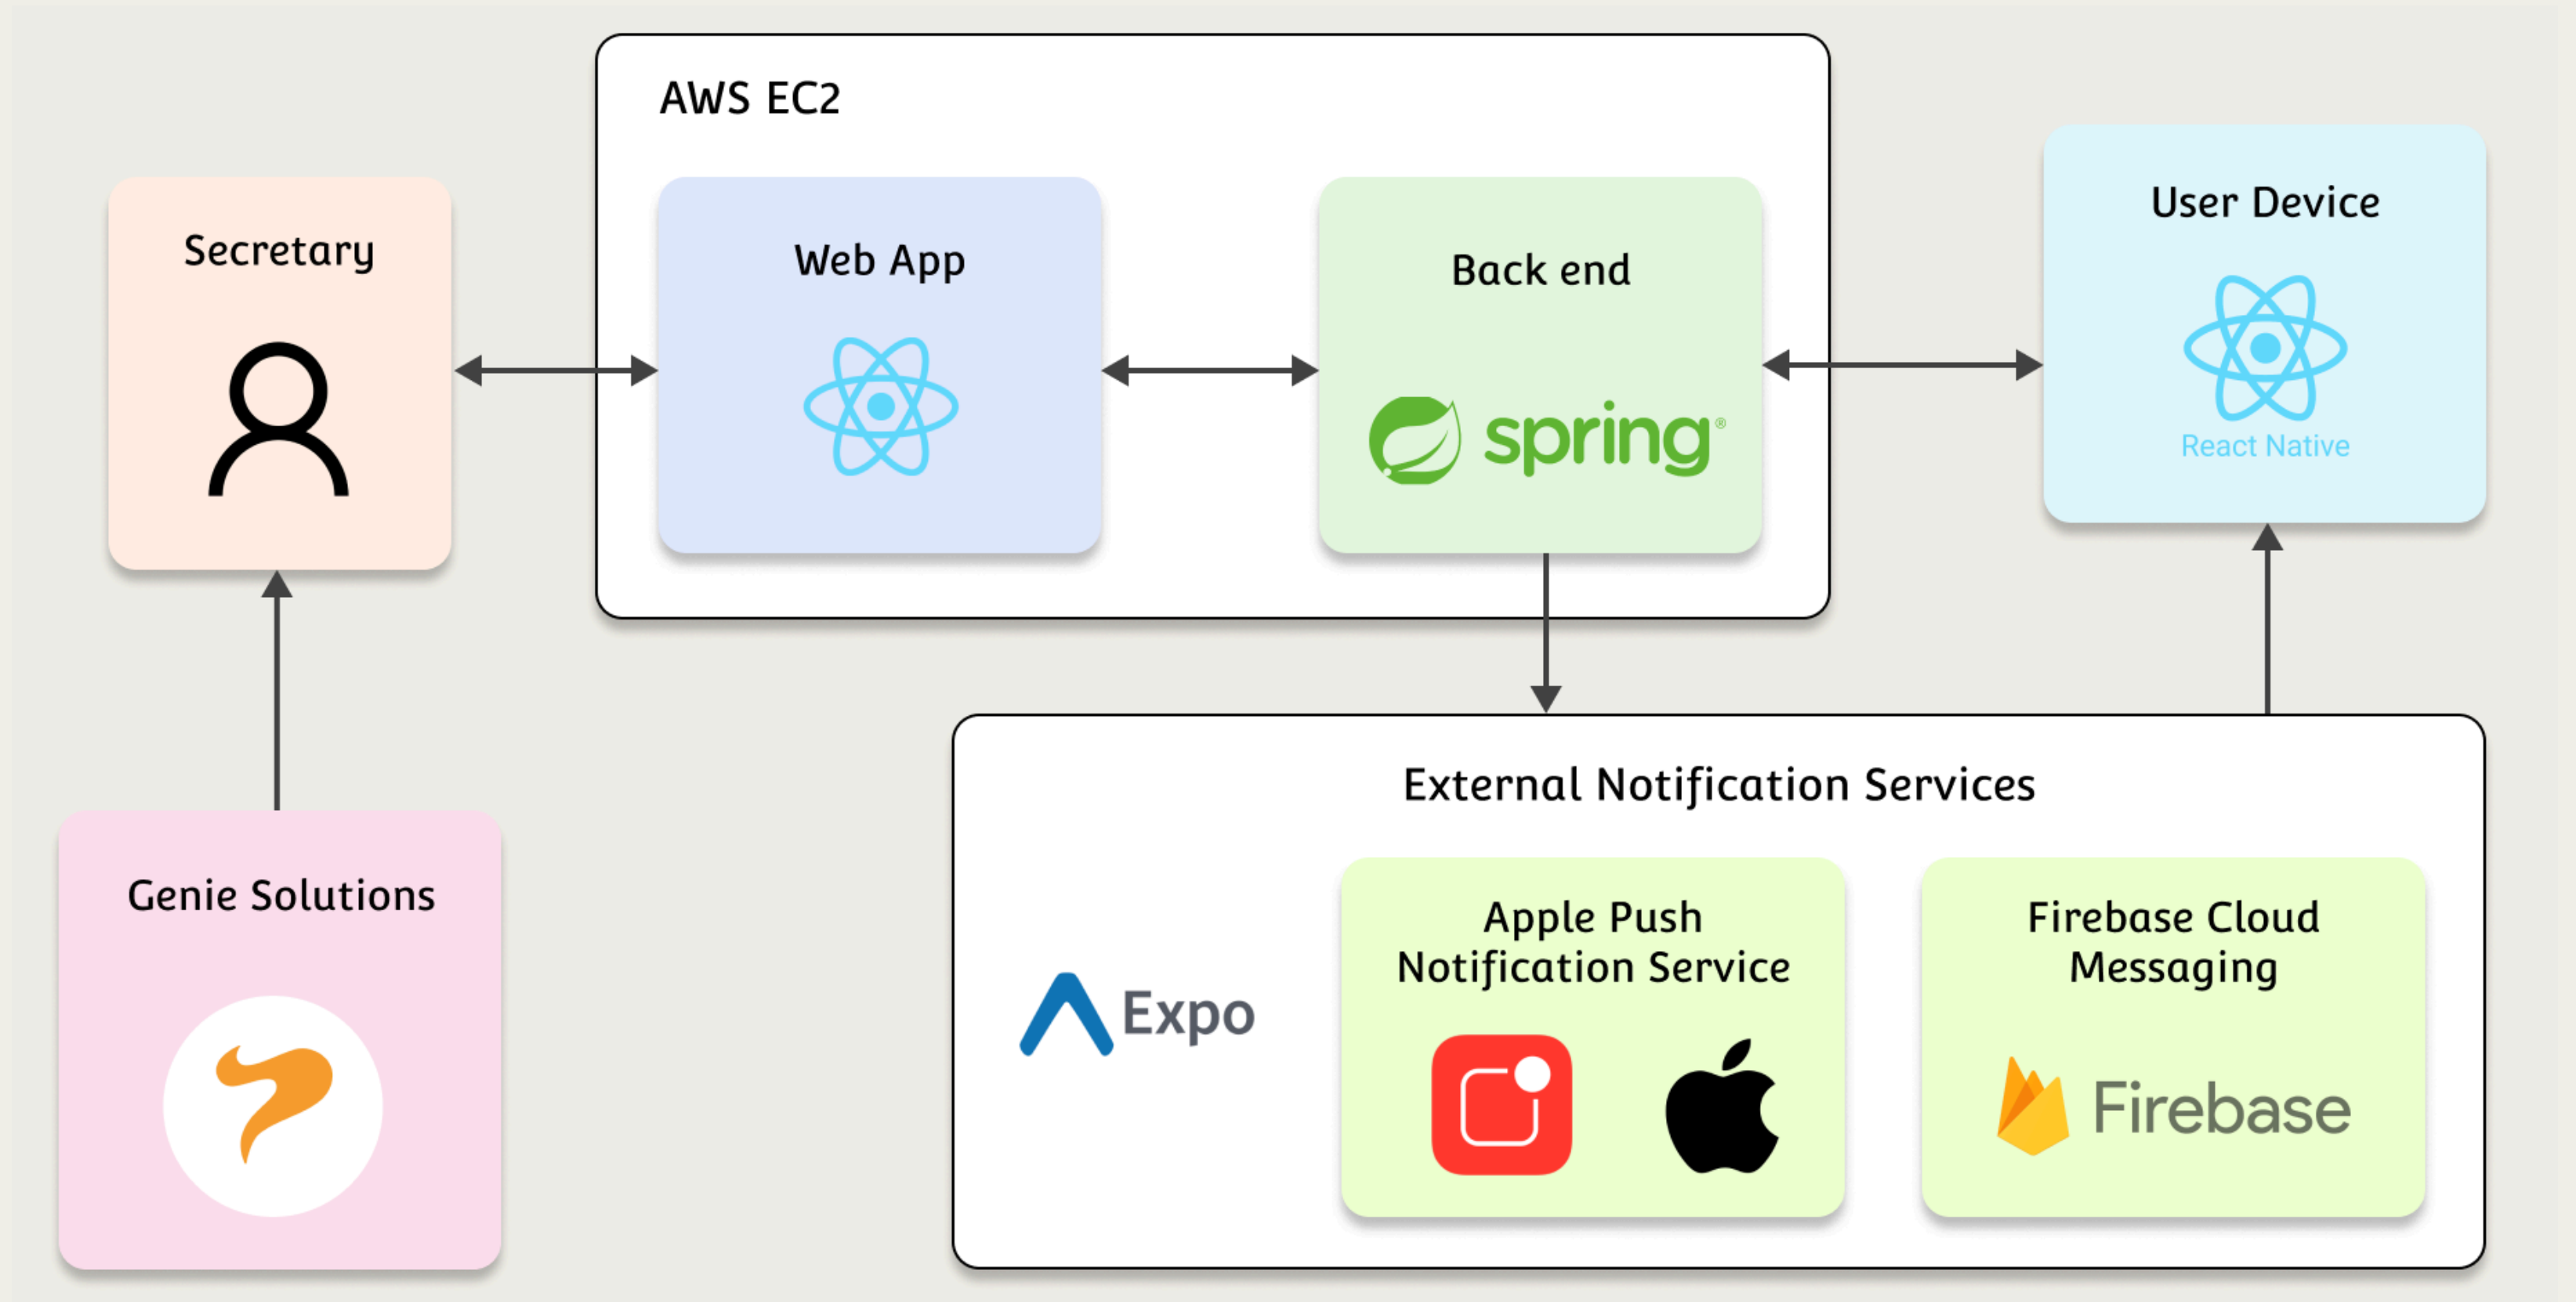 AWS EC2
Secretary
Web App
Back end
spring®
User Device
React Native
Genie Solutions
External Notification Services
Expo
Apple Push
Notification Service
Firebase Cloud
Messaging
Firebase